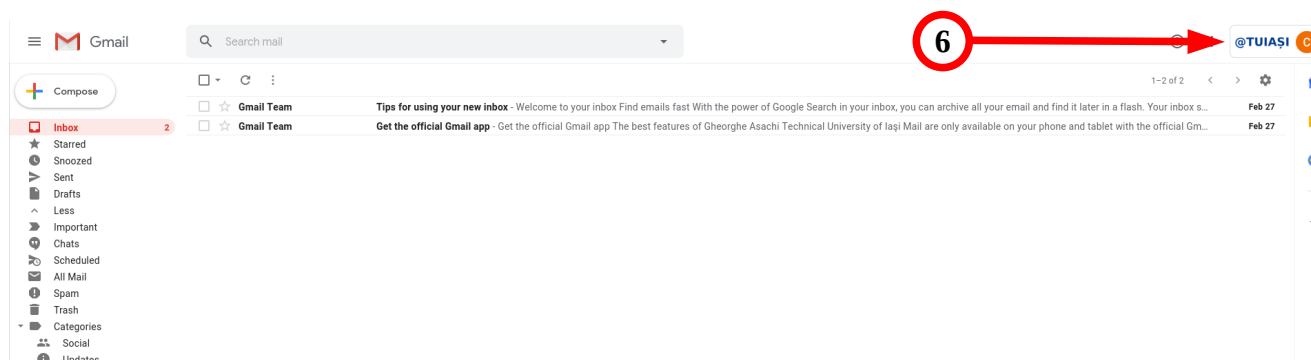 Gmail
Search mail
6
@TUIAȘI C
Compose
1–2 of 2
Gmail Team Tips for using your new inbox - Welcome to your inbox Find emails fast With the power of Google Search in your inbox, you can archive all your email and find it later in a flash. Your inbox s... Feb 27
Inbox 2
Gmail Team Get the official Gmail app - Get the official Gmail app The best features of Gheorghe Asachi Technical University of Iaşi Mail are only available on your phone and tablet with the official Gm... Feb 27
Starred
Snoozed
Sent
Drafts
Less
Important
Chats
Scheduled
All Mail
Spam
Trash
Categories
Social
Updates